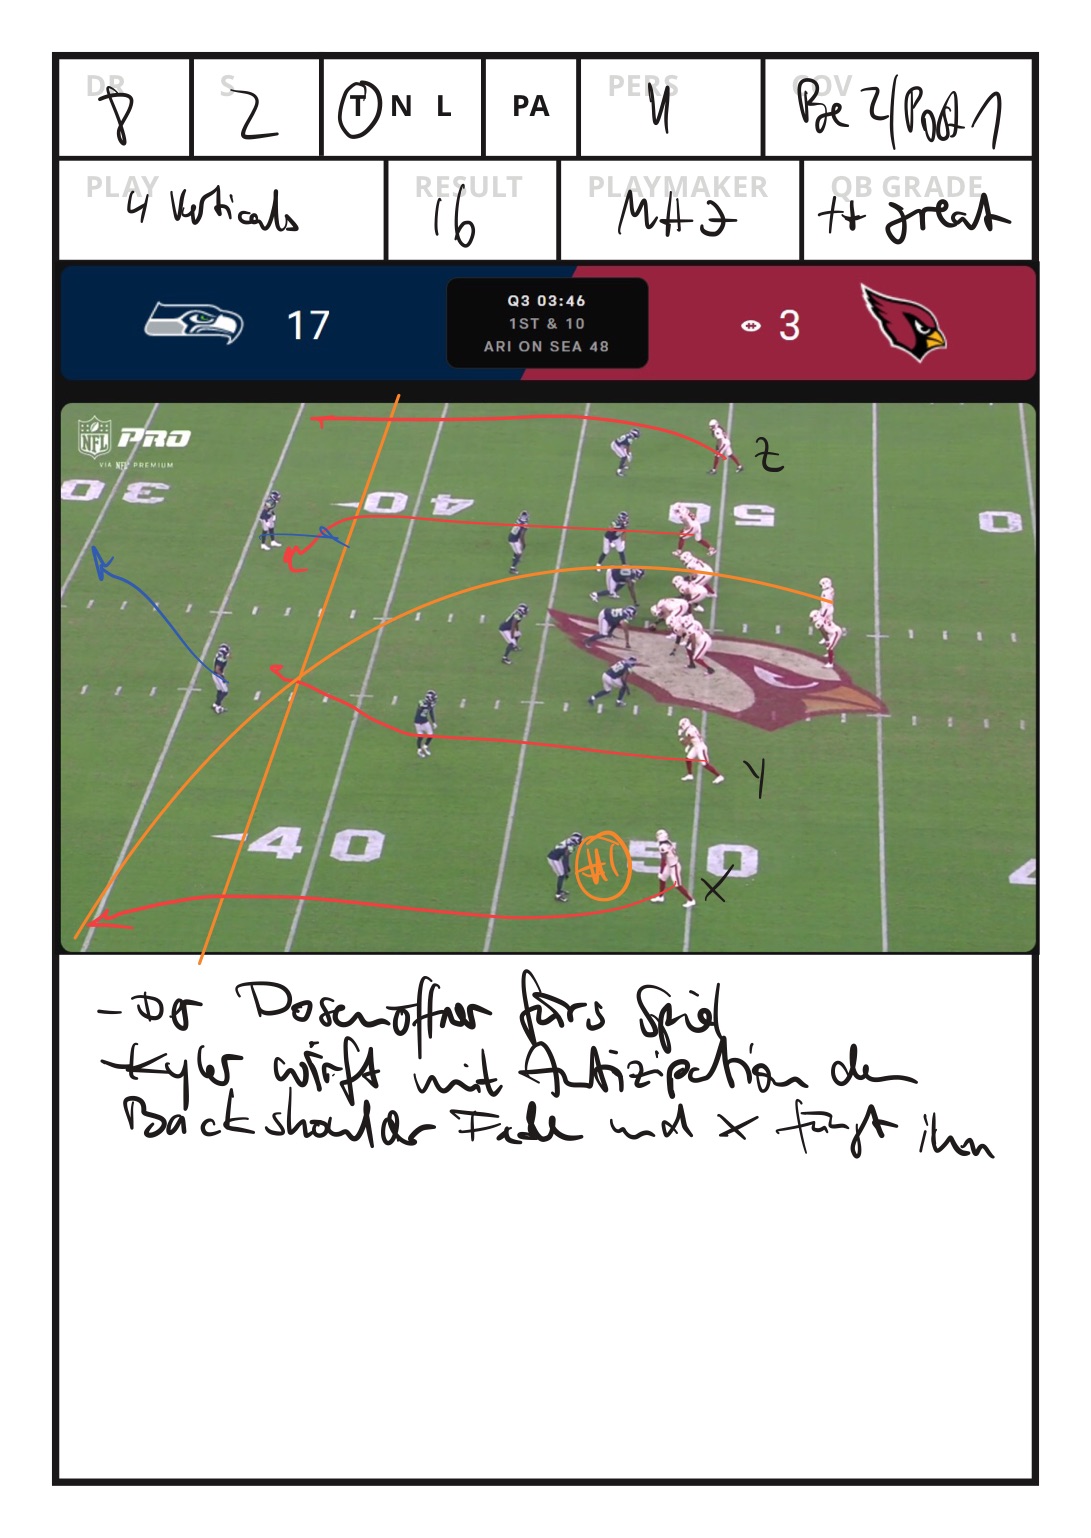 DR S T N L PA PERS COV
8 2 11 Be 2/Post 1
PLAY RESULT PLAYMAKER QB GRADE
4 Verticals 16 MHJ ++ great
17 Q3 03:46 3
1ST & 10
ARI ON SEA 48
NFL PRO
VIA NFL+ PREMIUM
Z
30 40 50 0
Y
40 #1 50 4
X
- Der Dosenöffner fürs Spiel
- Kyler wirft mit Antizipation den
Backshoulder Fade und X fängt ihn